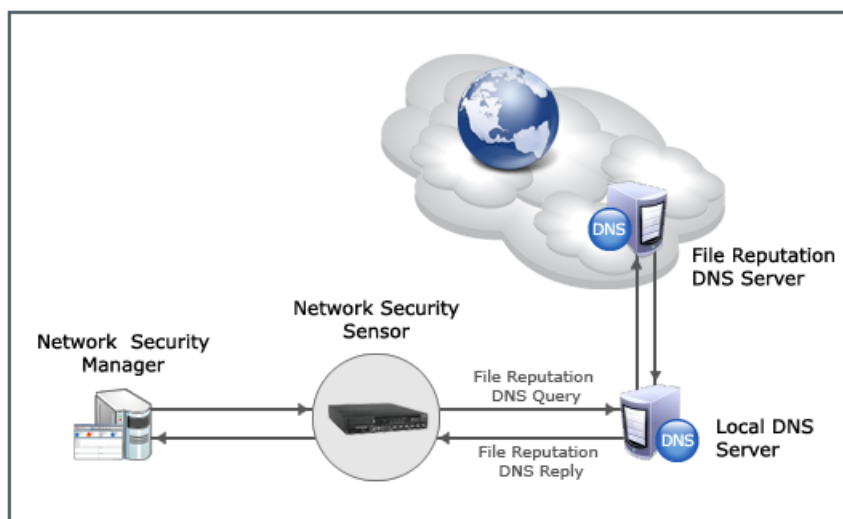 DNS
File Reputation
DNS Server
Network Security
Sensor
Network Security
Manager
File Reputation
DNS Query
Local DNS
Server
DNS
File Reputation
DNS Reply